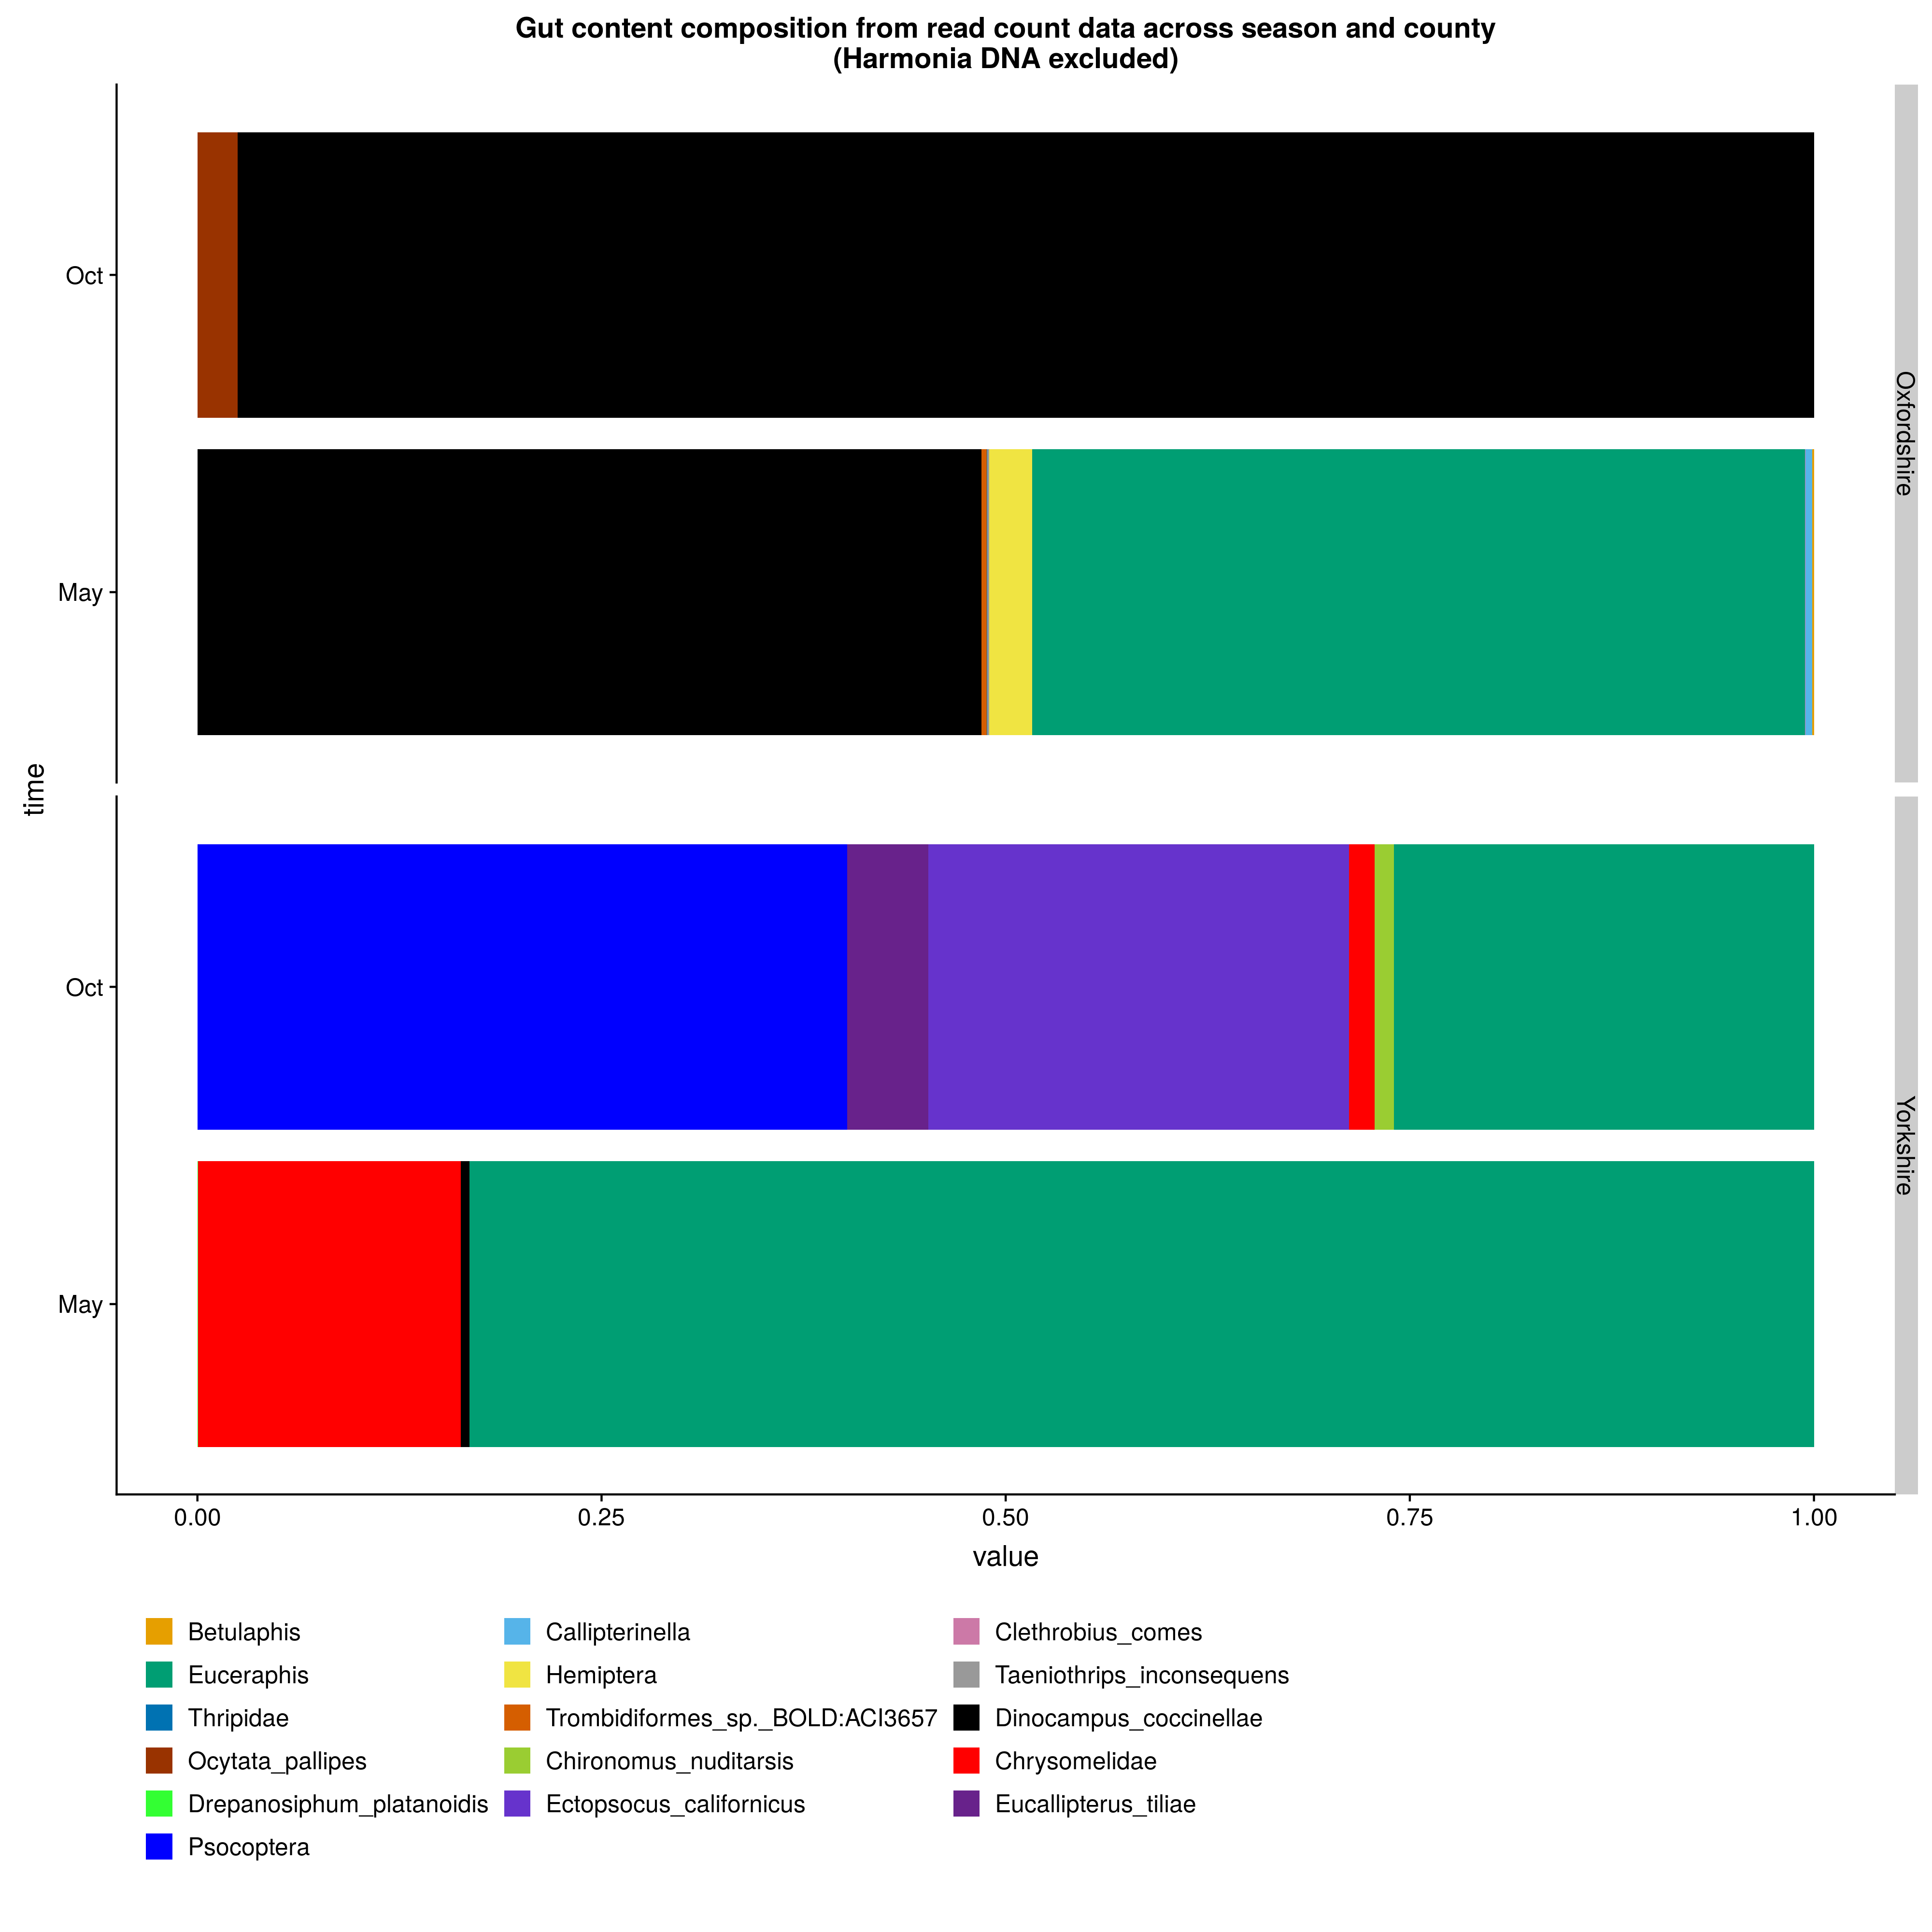 Gut content composition from read count data across season and county
(Harmonia DNA excluded)
Oct
May
Oxfordshire
time
Oct
May
Yorkshire
0.00 0.25 0.50 0.75 1.00
value
Betulaphis Callipterinella Clethrobius_comes
Euceraphis Hemiptera Taeniothrips_inconsequens
Thripidae Trombidiformes_sp._BOLD:ACI3657 Dinocampus_coccinellae
Ocytata_pallipes Chironomus_nuditarsis Chrysomelidae
Drepanosiphum_platanoidis Ectopsocus_californicus Eucallipterus_tiliae
Psocoptera